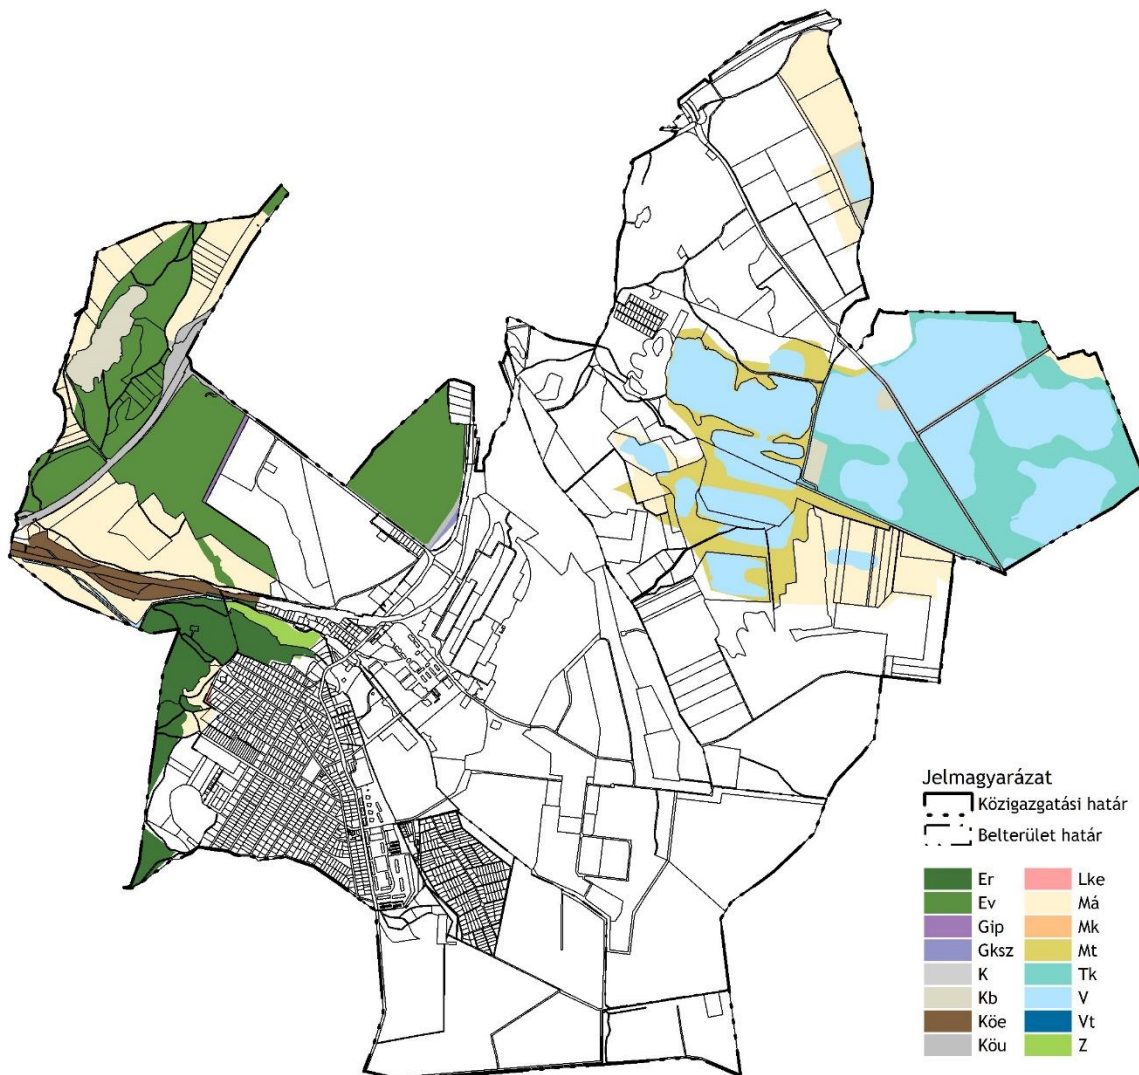 Jelmagyarázat
Közigazgatási határ
Belterület határ
Er
Ev
Gip
Gksz
K
Kb
Köe
Köu
Lke
Má
Mk
Mt
Tk
V
Vt
Z